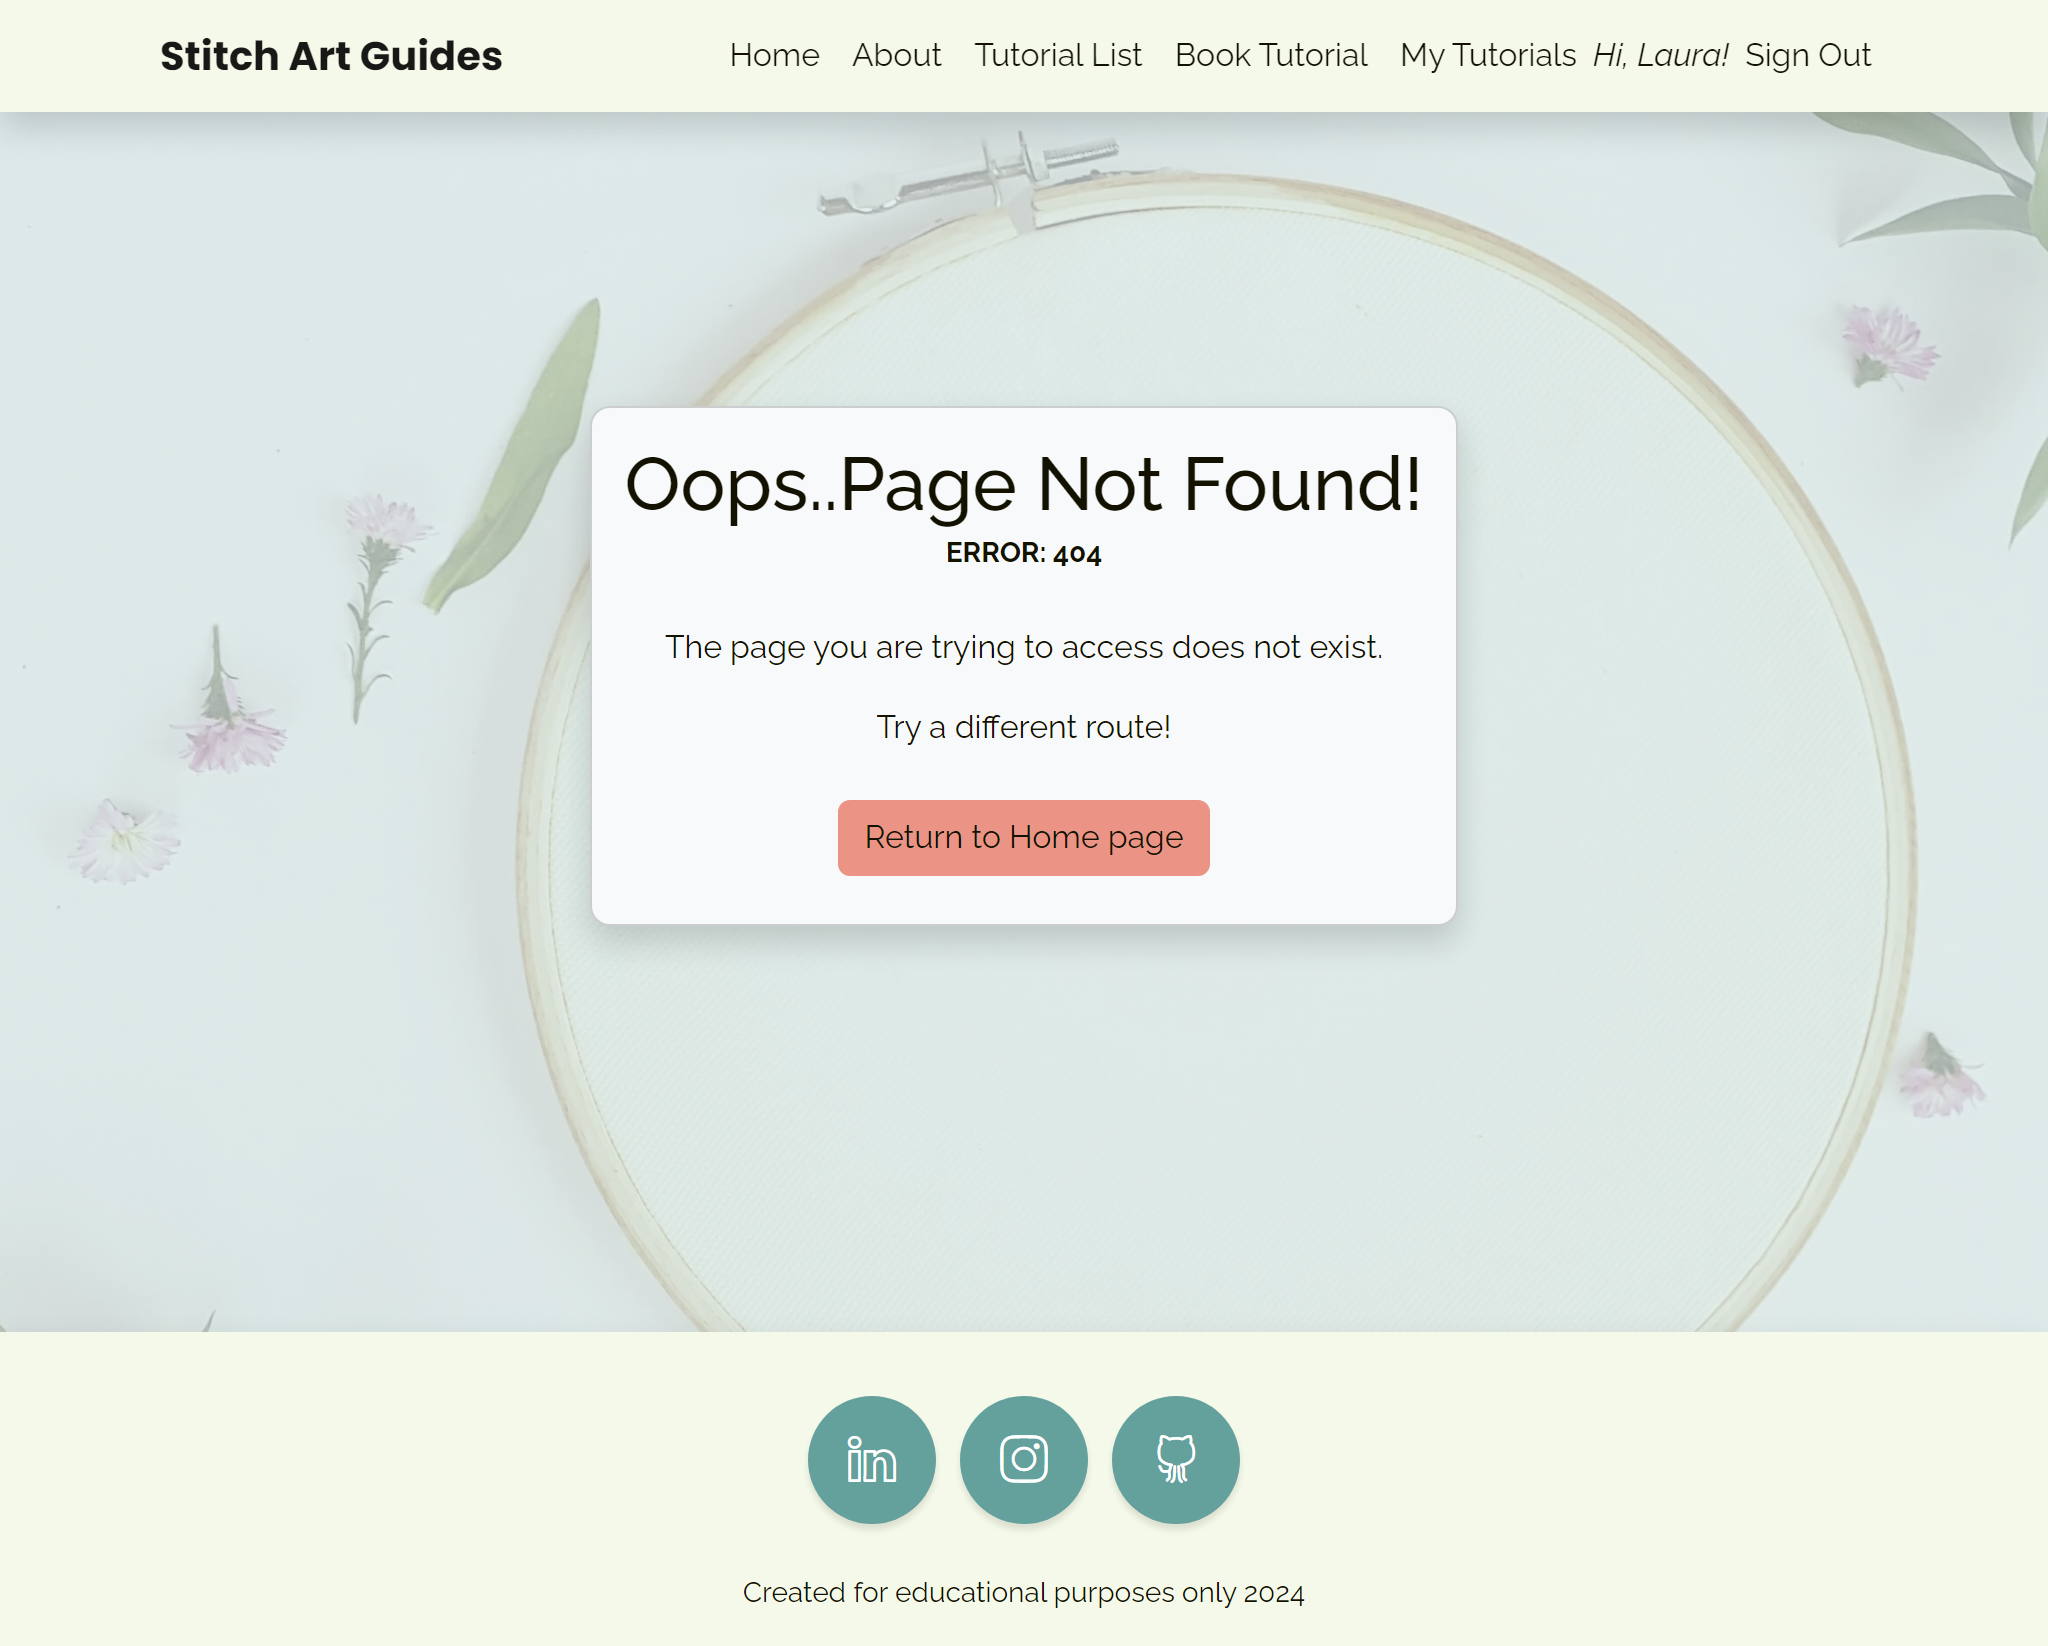 Stitch Art Guides
Home About Tutorial List Book Tutorial My Tutorials Hi, Laura! Sign Out
Oops..Page Not Found!
ERROR: 404
The page you are trying to access does not exist.
Try a different route!
Return to Home page
in
Created for educational purposes only 2024